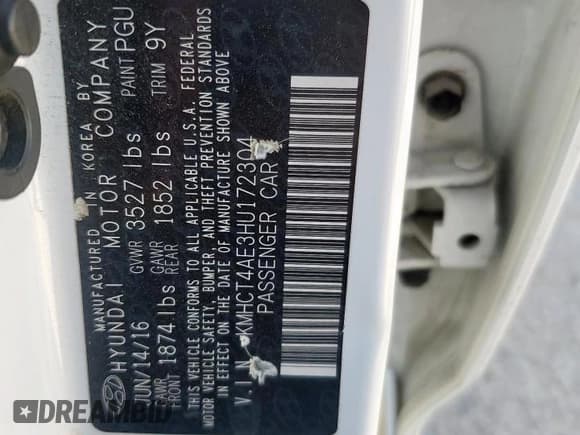 MANUFACTURED IN KOREA BY
HYUNDAI MOTOR COMPANY
JUN/14/16 GVWR 3527 lbs PAINT PGU
GAWR FRONT 1874 lbs GAWR REAR 1852 lbs TRIM 9Y
THIS VEHICLE CONFORMS TO ALL APPLICABLE U.S.A. FEDERAL
MOTOR VEHICLE SAFETY, BUMPER, AND THEFT PREVENTION STANDARDS
IN EFFECT ON THE DATE OF MANUFACTURE SHOWN ABOVE
V.I.N KMHCT4AE3HU172304
PASSENGER CAR
DREAMBID